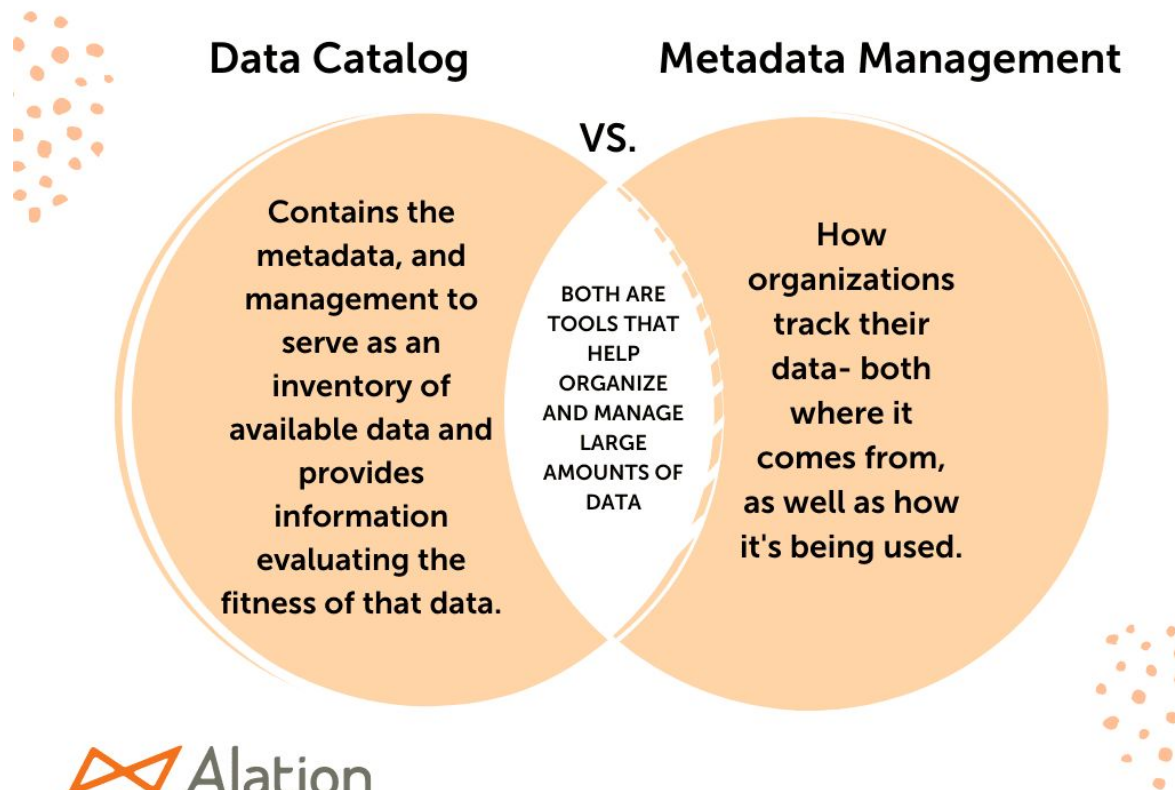 Data Catalog
Metadata Management
VS.
Contains the
metadata, and
management to
serve as an
inventory of
available data and
provides
information
evaluating the
fitness of that data.
BOTH ARE
TOOLS THAT
HELP
ORGANIZE
AND MANAGE
LARGE
AMOUNTS OF
DATA
How
organizations
track their
data- both
where it
comes from,
as well as how
it's being used.
Alation